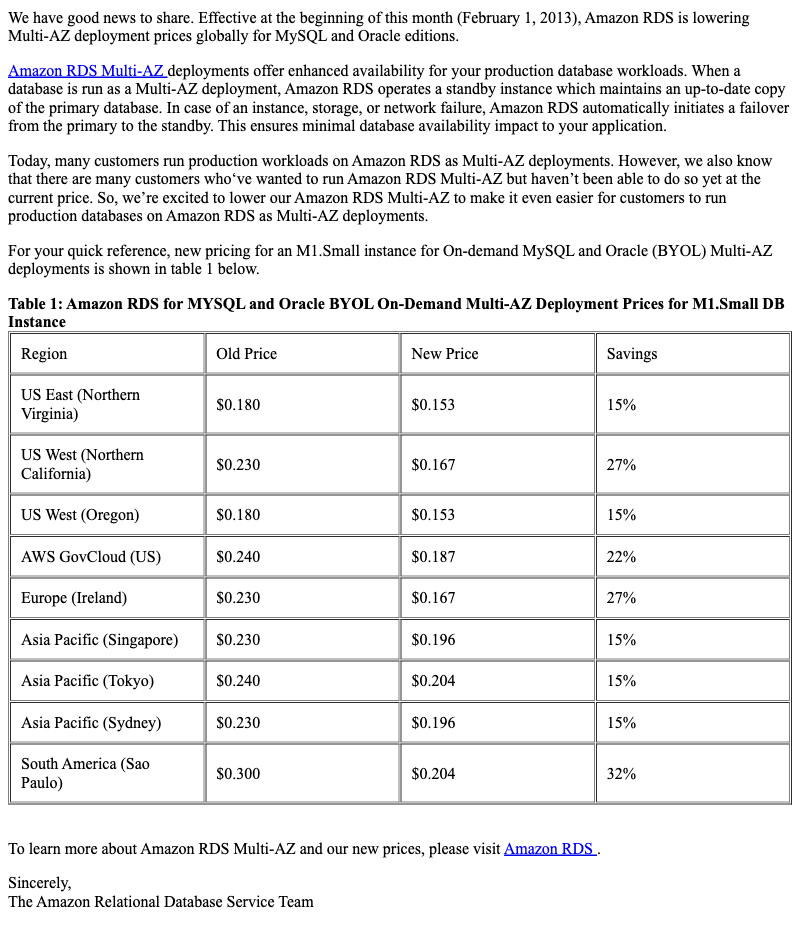 We have good news to share. Effective at the beginning of this month (February 1, 2013), Amazon RDS is lowering
Multi-AZ deployment prices globally for MySQL and Oracle editions.
Amazon RDS Multi-AZ deployments offer enhanced availability for your production database workloads. When a
database is run as a Multi-AZ deployment, Amazon RDS operates a standby instance which maintains an up-to-date copy
of the primary database. In case of an instance, storage, or network failure, Amazon RDS automatically initiates a failover
from the primary to the standby. This ensures minimal database availability impact to your application.
Today, many customers run production workloads on Amazon RDS as Multi-AZ deployments. However, we also know
that there are many customers who‘ve wanted to run Amazon RDS Multi-AZ but haven’t been able to do so yet at the
current price. So, we’re excited to lower our Amazon RDS Multi-AZ to make it even easier for customers to run
production databases on Amazon RDS as Multi-AZ deployments.
For your quick reference, new pricing for an M1.Small instance for On-demand MySQL and Oracle (BYOL) Multi-AZ
deployments is shown in table 1 below.
Table 1: Amazon RDS for MYSQL and Oracle BYOL On-Demand Multi-AZ Deployment Prices for M1.Small DB
Instance
Region Old Price New Price Savings
US East (Northern
Virginia) $0.180 $0.153 15%
US West (Northern
California) $0.230 $0.167 27%
US West (Oregon) $0.180 $0.153 15%
AWS GovCloud (US) $0.240 $0.187 22%
Europe (Ireland) $0.230 $0.167 27%
Asia Pacific (Singapore) $0.230 $0.196 15%
Asia Pacific (Tokyo) $0.240 $0.204 15%
Asia Pacific (Sydney) $0.230 $0.196 15%
South America (Sao
Paulo) $0.300 $0.204 32%
To learn more about Amazon RDS Multi-AZ and our new prices, please visit Amazon RDS .
Sincerely,
The Amazon Relational Database Service Team